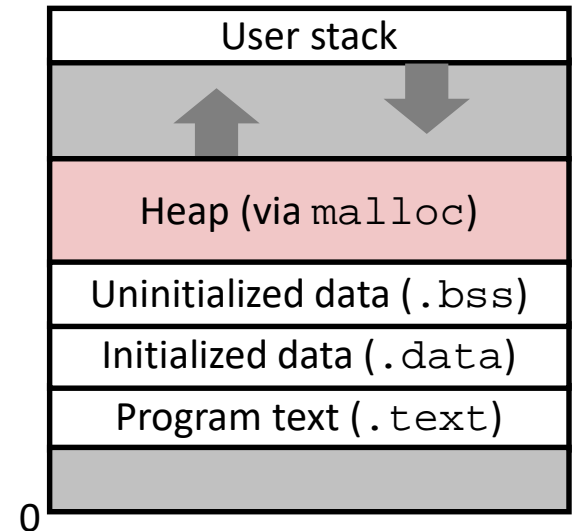 User stack
Heap (via malloc)
Uninitialized data (.bss)
Initialized data (.data)
Program text (.text)
0